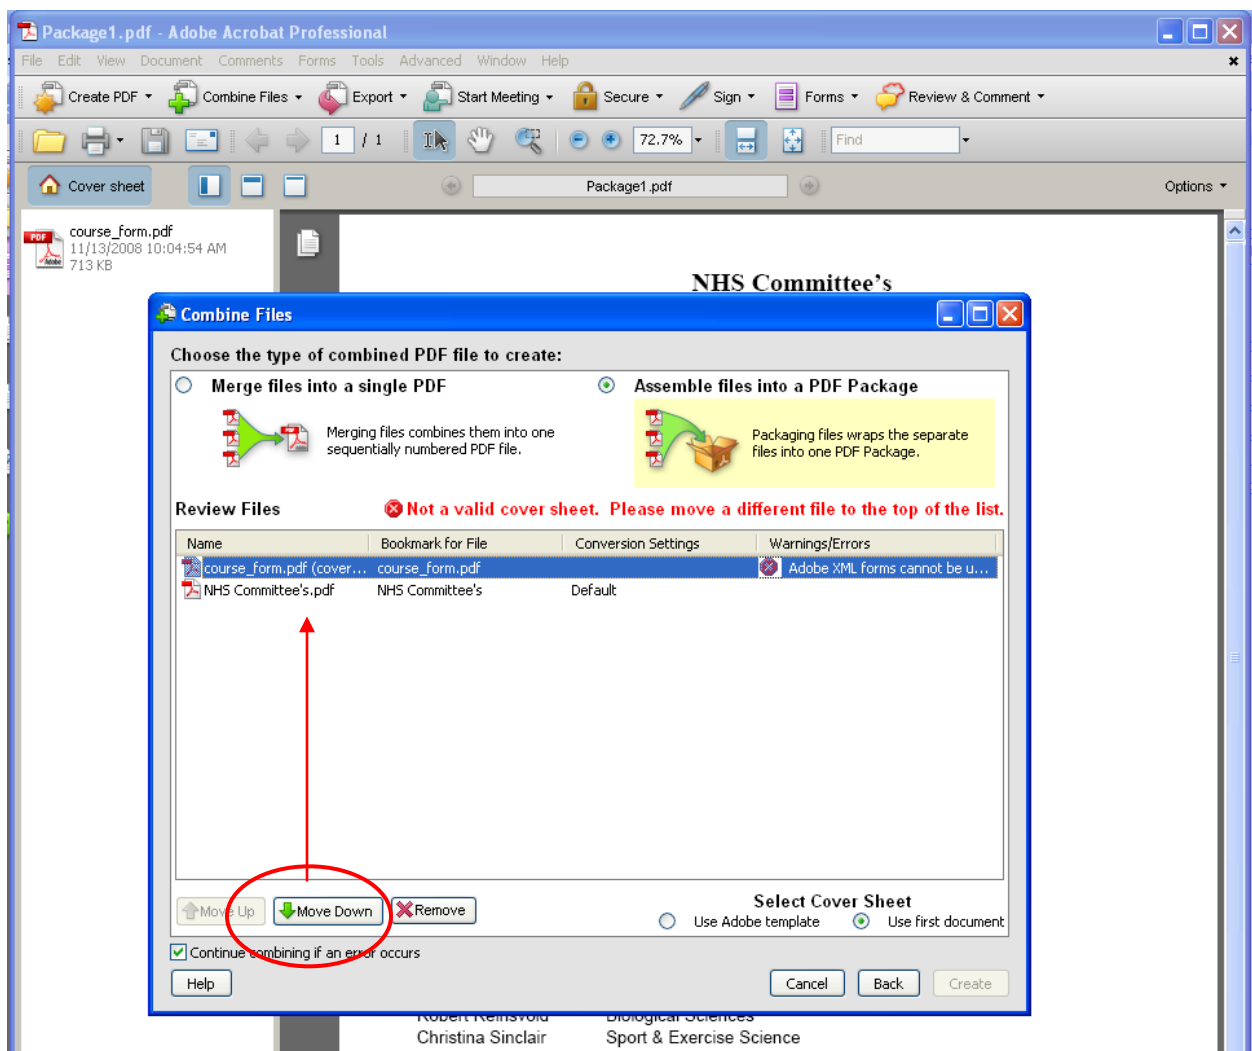 Package1.pdf - Adobe Acrobat Professional
File Edit View Document Comments Forms Tools Advanced Window Help
Create PDF Combine Files Export Start Meeting Secure Sign Forms Review & Comment
1 / 1 72.7% Find
Cover sheet Package1.pdf Options
course_form.pdf
11/13/2008 10:04:54 AM
713 KB
NHS Committee's
Combine Files
Choose the type of combined PDF file to create:
Merge files into a single PDF Assemble files into a PDF Package
Merging files combines them into one
sequentially numbered PDF file.
Packaging files wraps the separate
files into one PDF Package.
Review Files Not a valid cover sheet. Please move a different file to the top of the list.
Name Bookmark for File Conversion Settings Warnings/Errors
course_form.pdf (cover... course_form.pdf Adobe XML forms cannot be u...
NHS Committee's.pdf NHS Committee's Default
Move Up Move Down Remove
Select Cover Sheet
Use Adobe template Use first document
Continue combining if an error occurs
Help Cancel Back Create
Robert Reinsvold Biological Sciences
Christina Sinclair Sport & Exercise Science